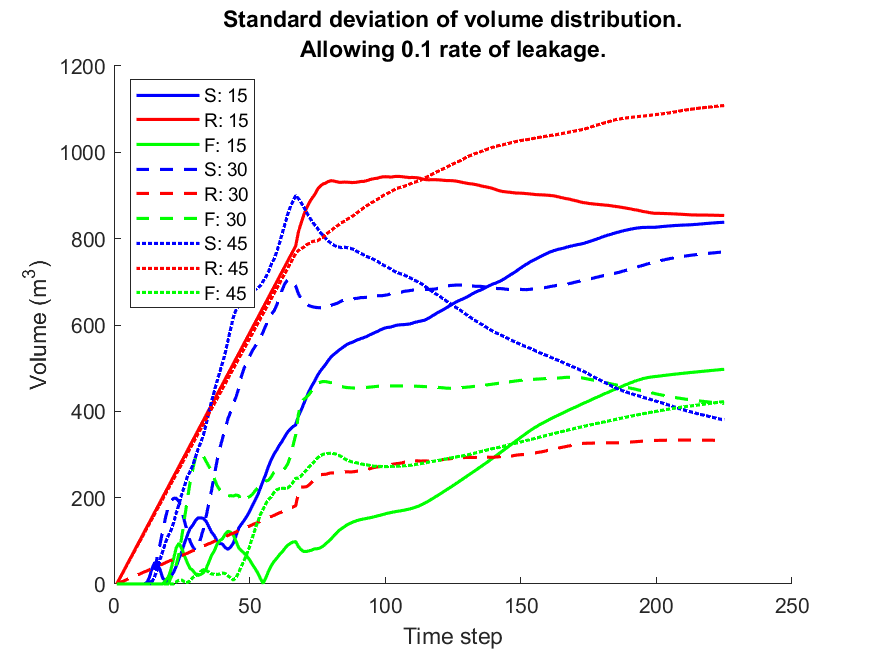 Standard deviation of volume distribution.
Allowing 0.1 rate of leakage.
1200
1000
800
600
400
200
0
Volume (m³)
S: 15
R: 15
F: 15
S: 30
R: 30
F: 30
S: 45
R: 45
F: 45
0 50 100 150 200 250
Time step